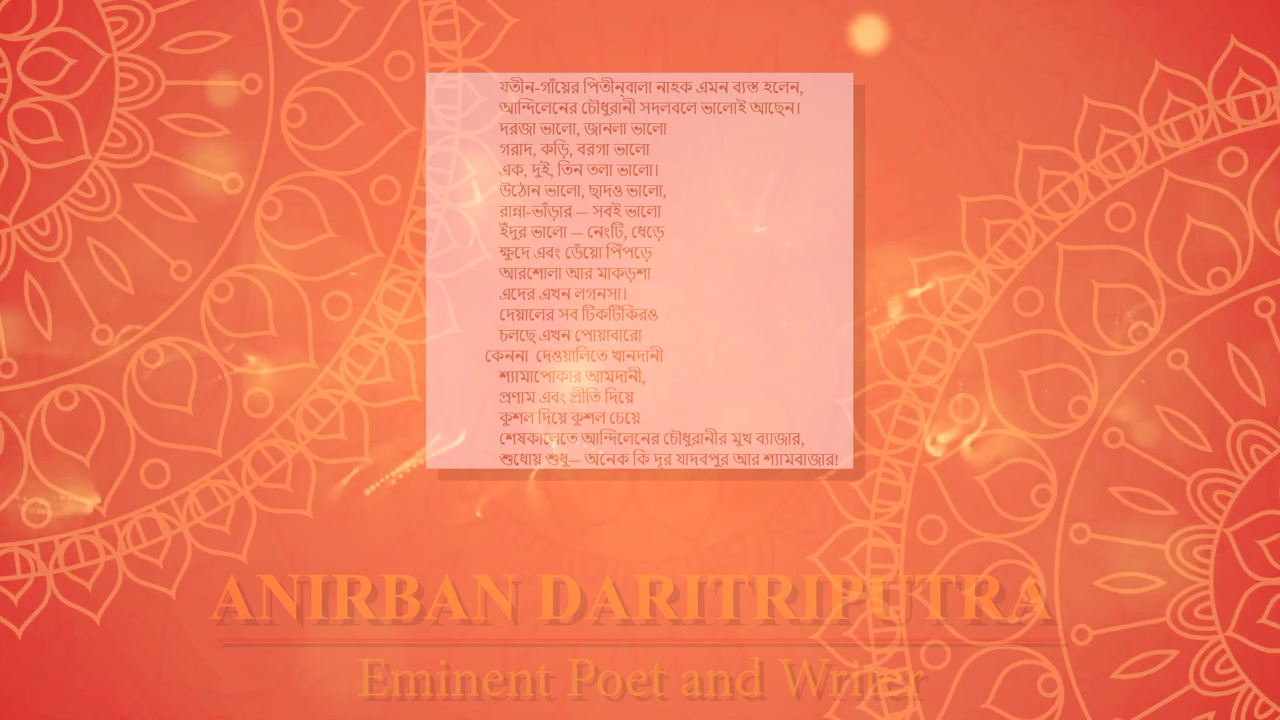 যতীন-গাঁয়ের পিতীনবালা নাহক এমন ব্যস্ত হলেন,
আন্দিলেনের চৌধুরানী সদলবলে ভালোই আছেন।
দরজা ভালো, জানলা ভালো
গরাদ, কড়ি, বরগা ভালো
এক, দুই, তিন তলা ভালো।
উঠোন ভালো, ছাদও ভালো,
রান্না-ভাঁড়ার – সবই ভালো
ইঁদুর ভালো – নেংটি, ধেড়ে
ক্ষুদে এবং ডেঁয়ো পিঁপড়ে
আরশোলা আর মাকড়শা
এদের এখন লগনসা।
দেয়ালের সব টিকটিকিরও
চলছে এখন পোয়াবারো
কেননা দেওয়ালিতে খানদানী
শ্যামাপোকার আমদানী,
প্রণাম এবং প্রীতি দিয়ে
কুশল দিয়ে কুশল চেয়ে
শেষকালেতে আন্দিলেনের চৌধুরানীর মুখ ব্যাজার,
শুধোয় শুধু– অনেক কি দূর যাদবপুর আর শ্যামবাজার!
ANIRBAN DARITRIPUTRA
Eminent Poet and Writer